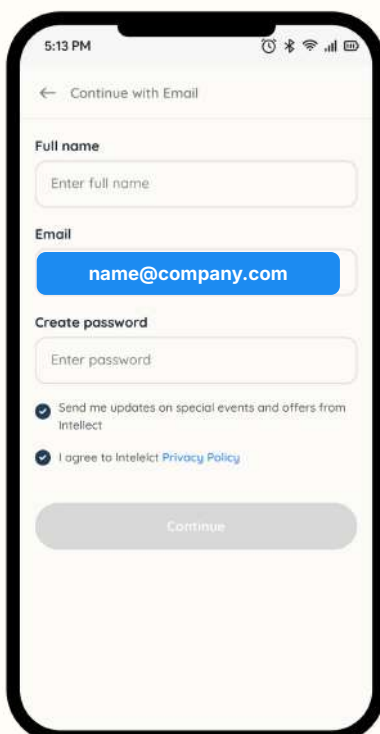 5:13 PM
Continue with Email
Full name
Enter full name
Email
name@company.com
Create password
Enter password
Send me updates on special events and offers from
Intellect
I agree to Intelelct Privacy Policy
Continue